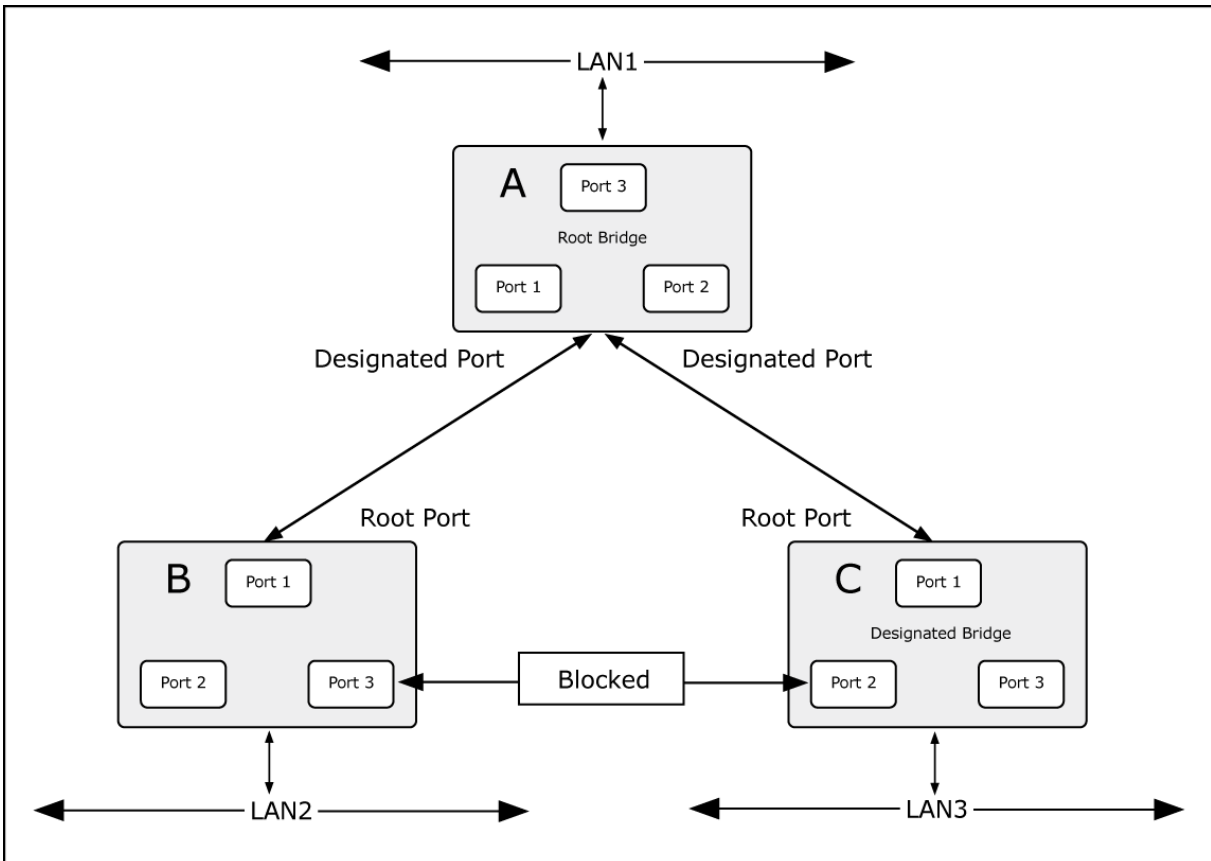 LAN1
A
Port 3
Root Bridge
Port 1
Port 2
Designated Port
Designated Port
Root Port
Root Port
B
Port 1
Port 2
Port 3
Blocked
C
Port 1
Designated Bridge
Port 2
Port 3
LAN2
LAN3